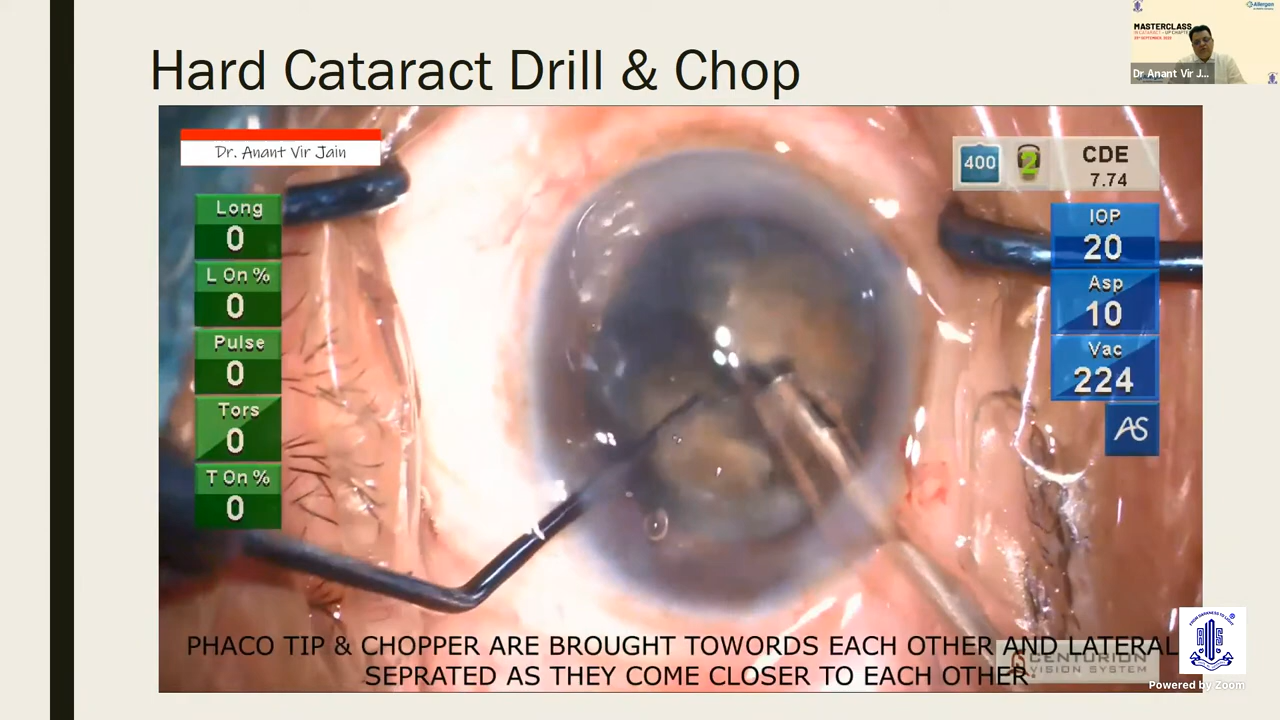 Hard Cataract Drill & Chop
MASTERCLASS
Allergan
Dr Anant Vir J...
Dr. Anant Vir Jain
Long
0
L On %
0
Pulse
0
Tors
0
T On %
0
400
2
CDE
7.74
IOP
20
Asp
10
Vac
224
AS
PHACO TIP & CHOPPER ARE BROUGHT TOWORDS EACH OTHER AND LATERAL
SEPRATED AS THEY COME CLOSER TO EACH OTHER.
CENTURION
VISION SYSTEM
Powered by Zoom